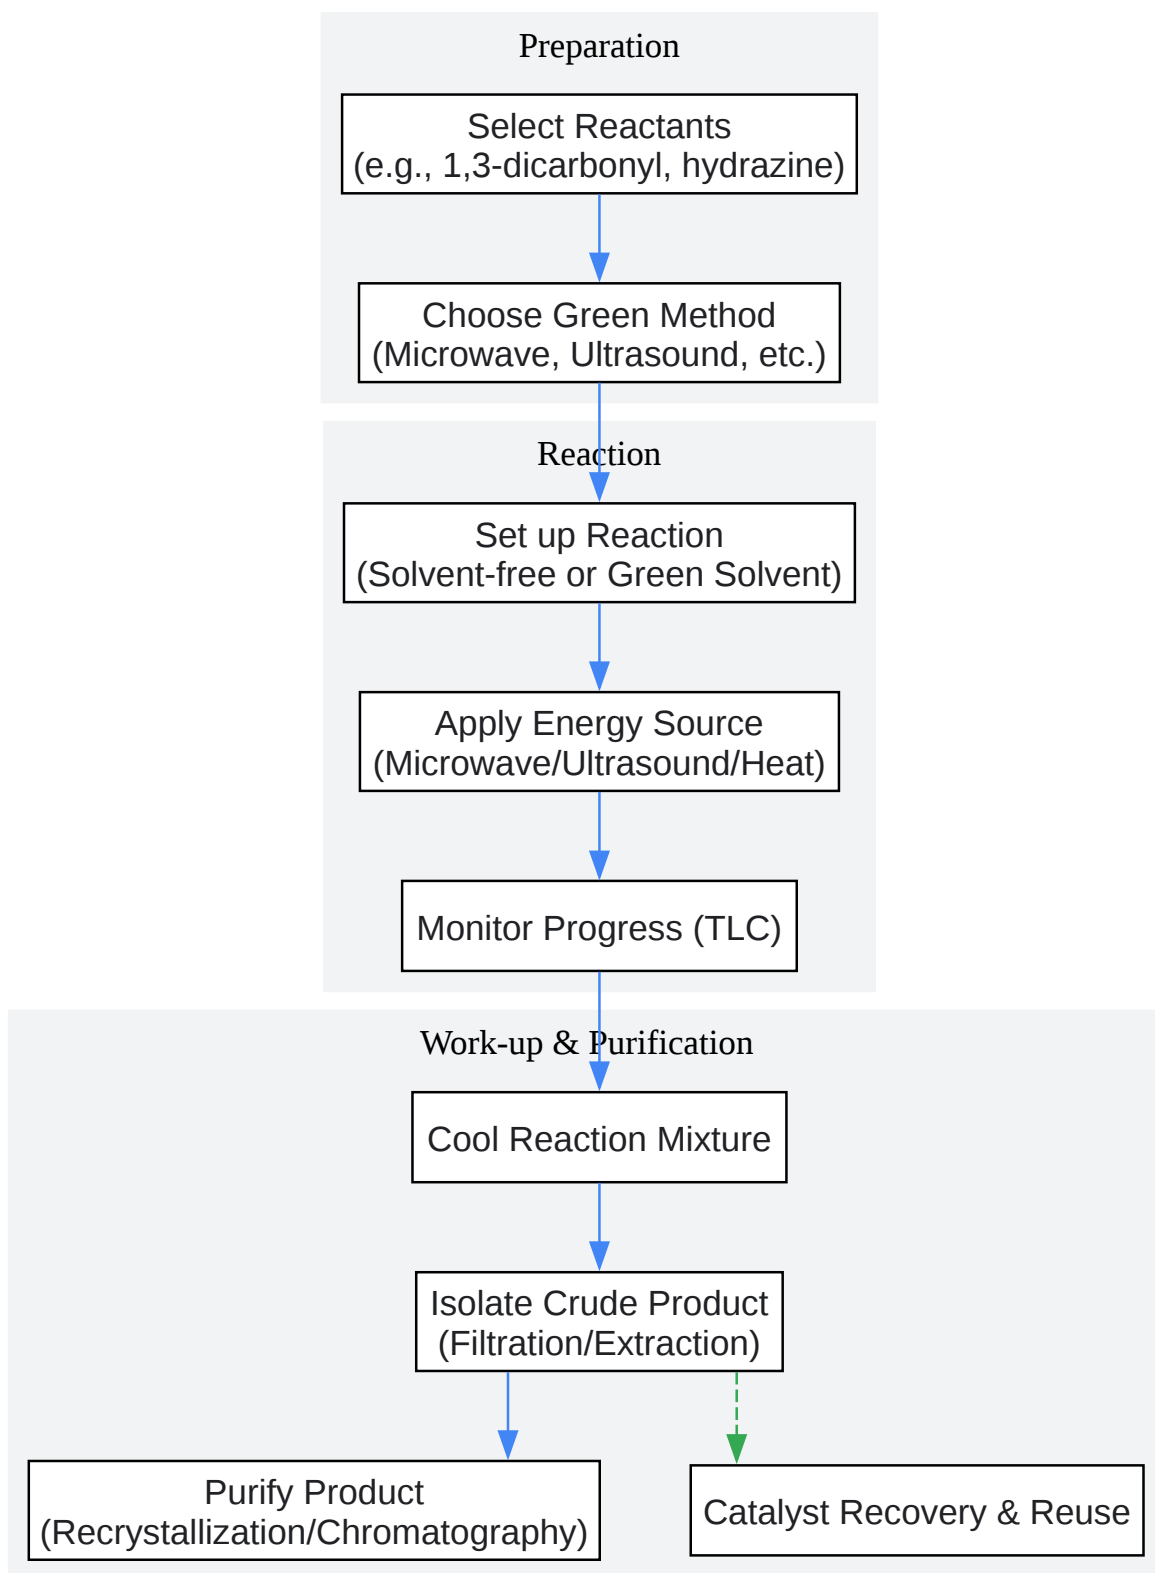 Preparation
Select Reactants
(e.g., 1,3-dicarbonyl, hydrazine)
Choose Green Method
(Microwave, Ultrasound, etc.)
Reaction
Set up Reaction
(Solvent-free or Green Solvent)
Apply Energy Source
(Microwave/Ultrasound/Heat)
Monitor Progress (TLC)
Work-up & Purification
Cool Reaction Mixture
Isolate Crude Product
(Filtration/Extraction)
Purify Product
(Recrystallization/Chromatography)
Catalyst Recovery & Reuse